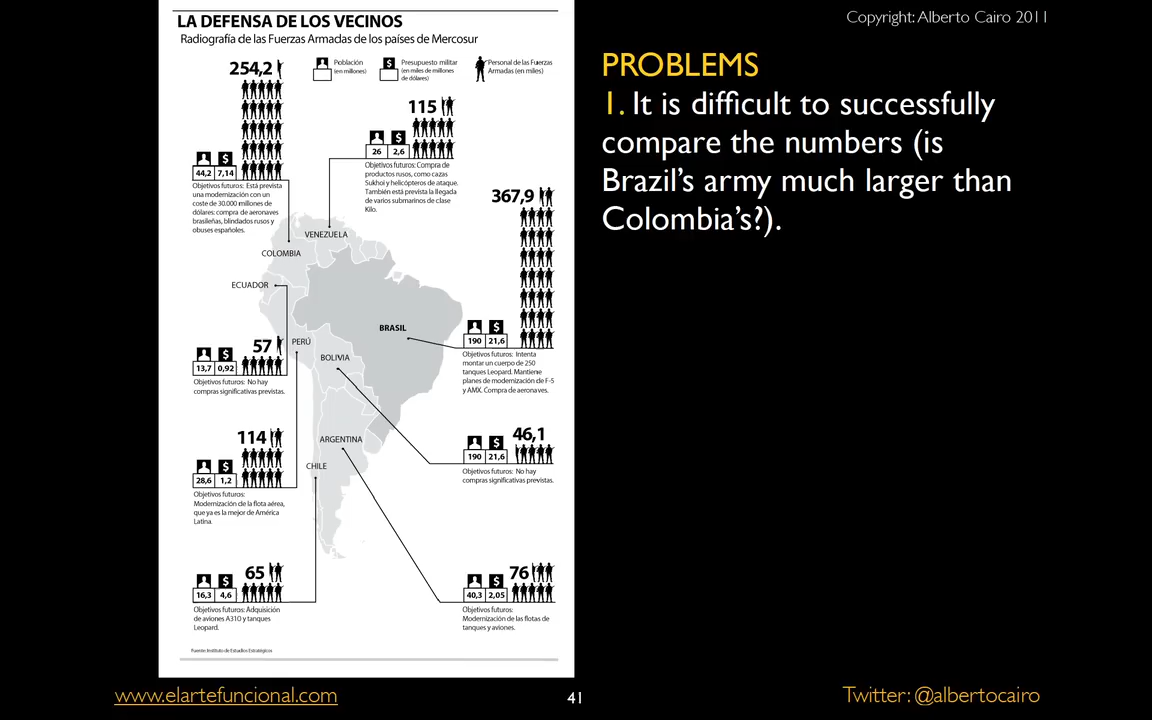 LA DEFENSA DE LOS VECINOS
Radiografía de las Fuerzas Armadas de los países de Mercosur
Población
(en millones)
$
Presupuesto militar
(en miles de millones
de dólares)
Personal de las Fuerzas
Armadas (en miles)
254,2
$
44,2 7,14
Objetivos futuros: Está prevista
una modernización con un
coste de 30.000 millones de
dólares: compra de aeronaves
brasileñas, blindados rusos y
obuses españoles.
115
$
26 2,6
Objetivos futuros: Compra de
productos rusos, como cazas
Sukhoi y helicópteros de ataque.
También está prevista la llegada
de varios submarinos de clase
Kilo.
367,9
$
190 21,6
Objetivos futuros: Intenta
montar un cuerpo de 250
tanques Leopard. Mantiene
planes de modernización de F-5
y AMX. Compra de aeronaves.
VENEZUELA
COLOMBIA
ECUADOR
BRASIL
PERÚ
BOLIVIA
ARGENTINA
CHILE
57
$
13,7 0,92
Objetivos futuros: No hay
compras significativas previstas.
114
$
28,6 1,2
Objetivos futuros:
Modernización de la flota aérea,
que ya es la mejor de América
Latina.
46,1
$
190 21,6
Objetivos futuros: No hay
compras significativas previstas.
65
$
16,3 4,6
Objetivos futuros: Adquisición
de aviones A310 y tanques
Leopard.
76
$
40,3 2,05
Objetivos futuros:
Modernización de las flotas de
tanques y aviones.
Fuente: Instituto de Estudios Estratégicos
Copyright: Alberto Cairo 2011
PROBLEMS
1. It is difficult to successfully
compare the numbers (is
Brazil's army much larger than
Colombia's?).
www.elartefuncional.com
41
Twitter: @albertocairo